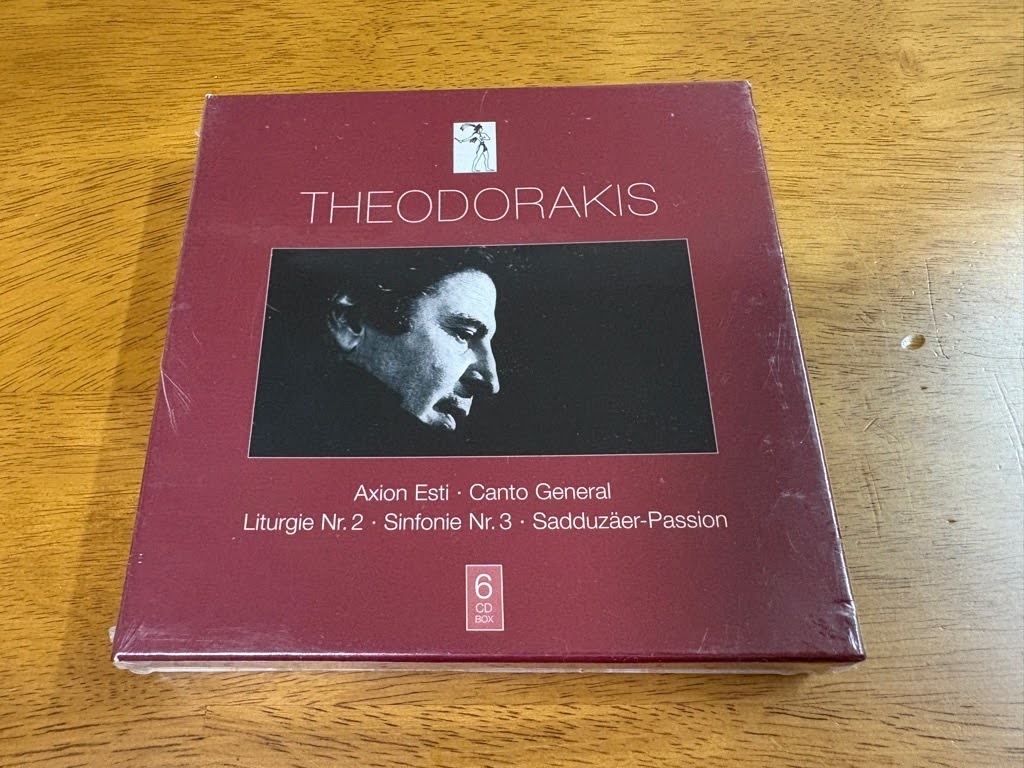 THEODORAKIS
Axion Esti · Canto General
Liturgie Nr. 2 · Sinfonie Nr. 3 · Sadduzäer-Passion
6
CD
BOX